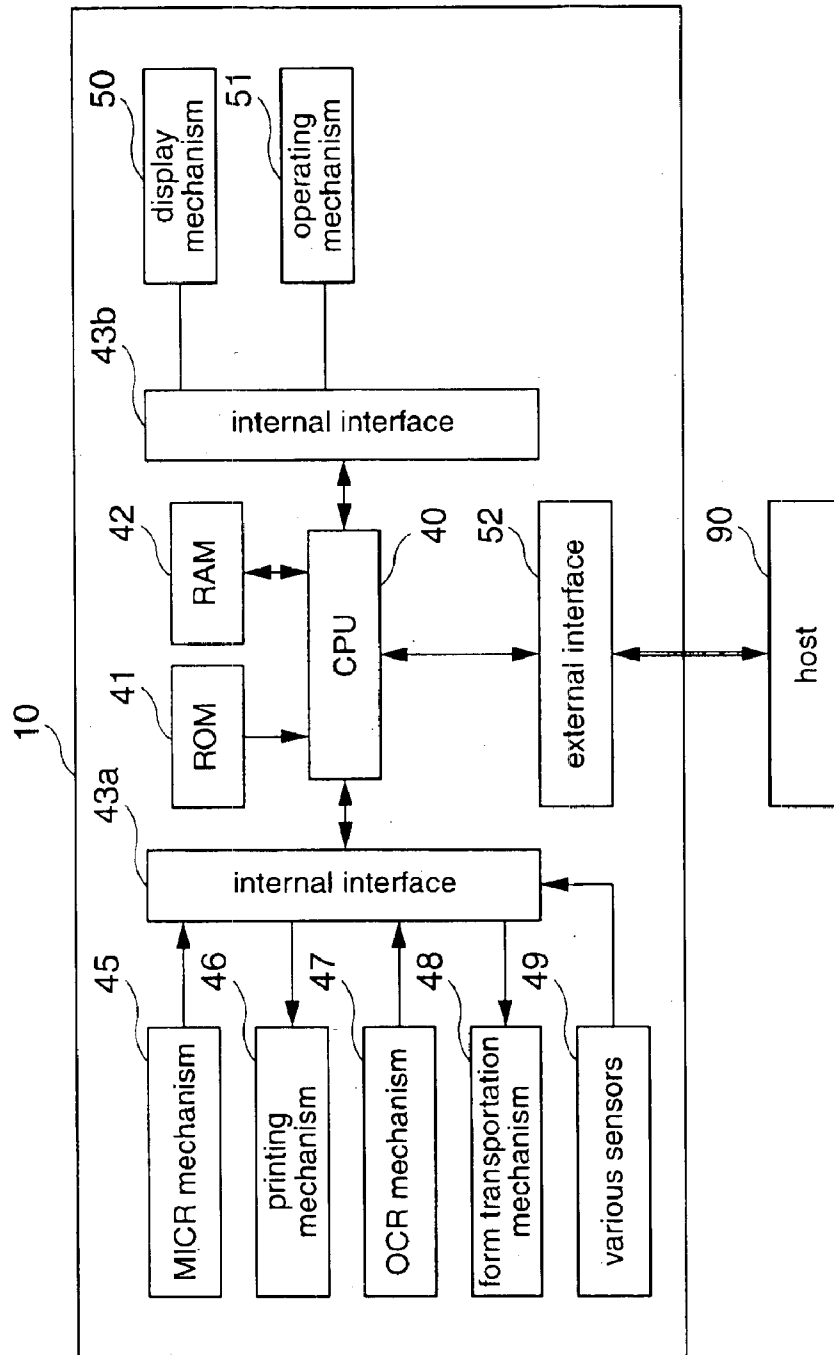 10
45
MICR mechanism
46
printing
mechanism
47
OCR mechanism
48
form transportation
mechanism
49
various sensors
43a
internal interface
41
ROM
42
RAM
CPU
40
external interface
52
43b
internal interface
50
display
mechanism
51
operating
mechanism
host
90